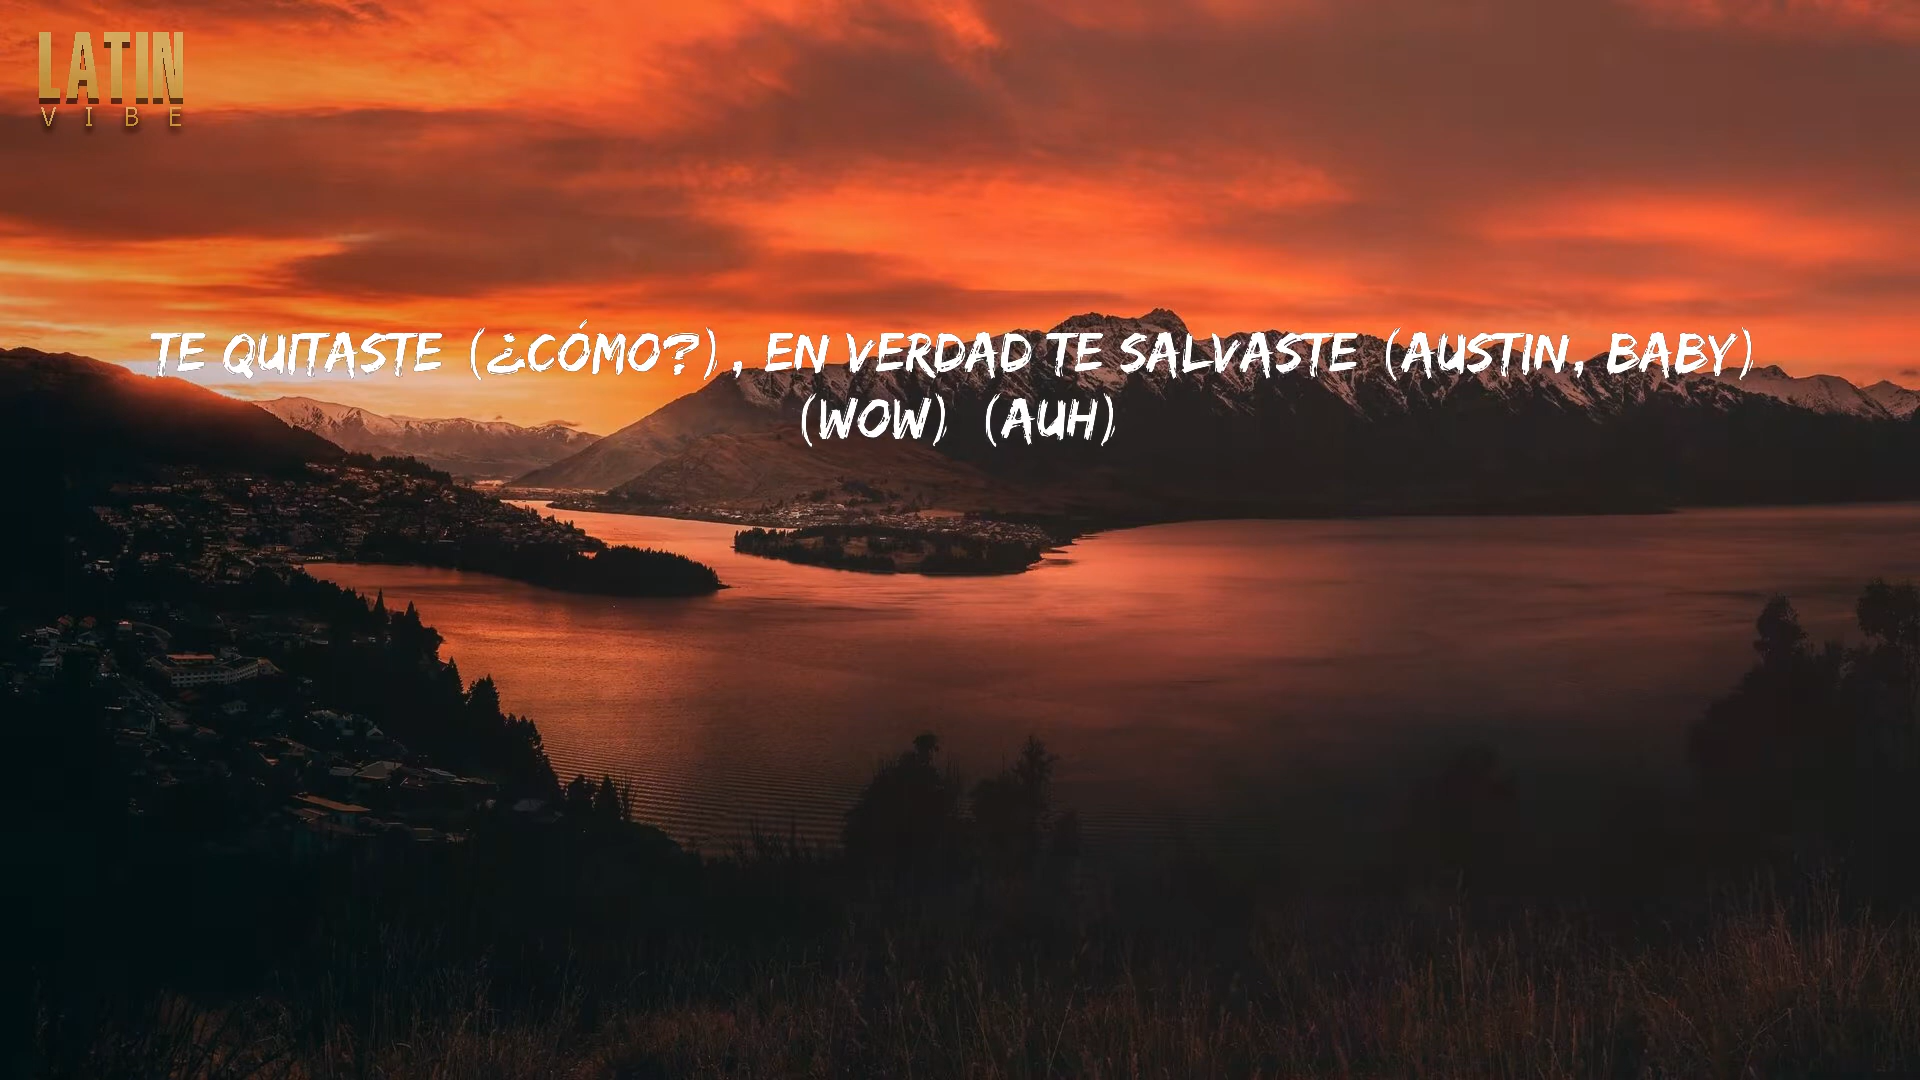 LATIN
VIBE
TE QUITASTE (¿CÓMO?), EN VERDAD TE SALVASTE (AUSTIN, BABY)
(WOW) (AUH)